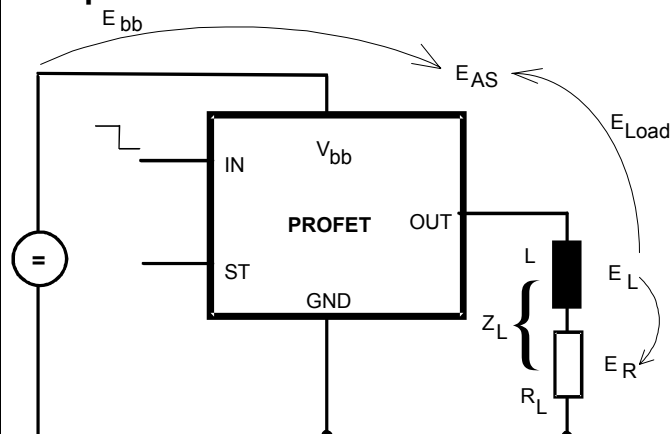 E bb
E AS
E Load
V bb
IN
PROFET
OUT
ST
GND
=
L
E L
Z L {
E R
R L